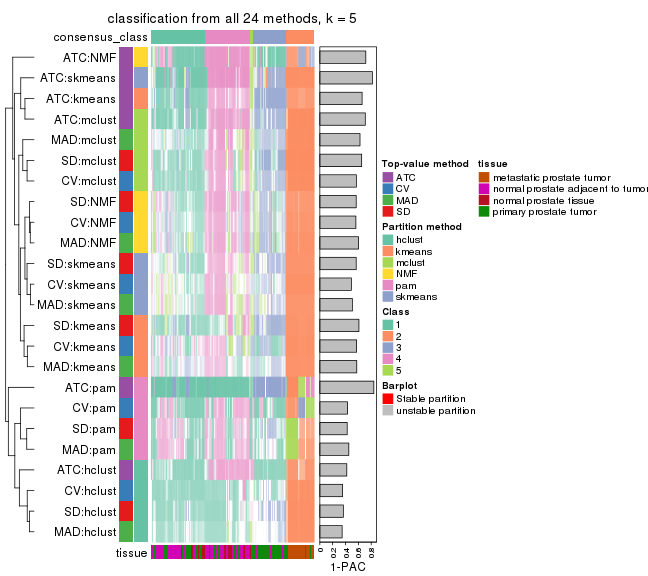 classification from all 24 methods, k = 5
consensus_class
ATC:NMF
ATC:skmeans
ATC:kmeans
ATC:mclust
MAD:mclust
SD:mclust
CV:mclust
SD:NMF
CV:NMF
MAD:NMF
SD:skmeans
CV:skmeans
MAD:skmeans
SD:kmeans
CV:kmeans
MAD:kmeans
ATC:pam
CV:pam
SD:pam
MAD:pam
ATC:hclust
CV:hclust
SD:hclust
MAD:hclust
tissue
0 0.2 0.4 0.6 0.8
1-PAC
Top-value method
ATC
CV
MAD
SD
Partition method
hclust
kmeans
mclust
NMF
pam
skmeans
Class
1
2
3
4
5
Barplot
Stable partition
unstable partition
tissue
metastatic prostate tumor
normal prostate adjacent to tumor
normal prostate tissue
primary prostate tumor